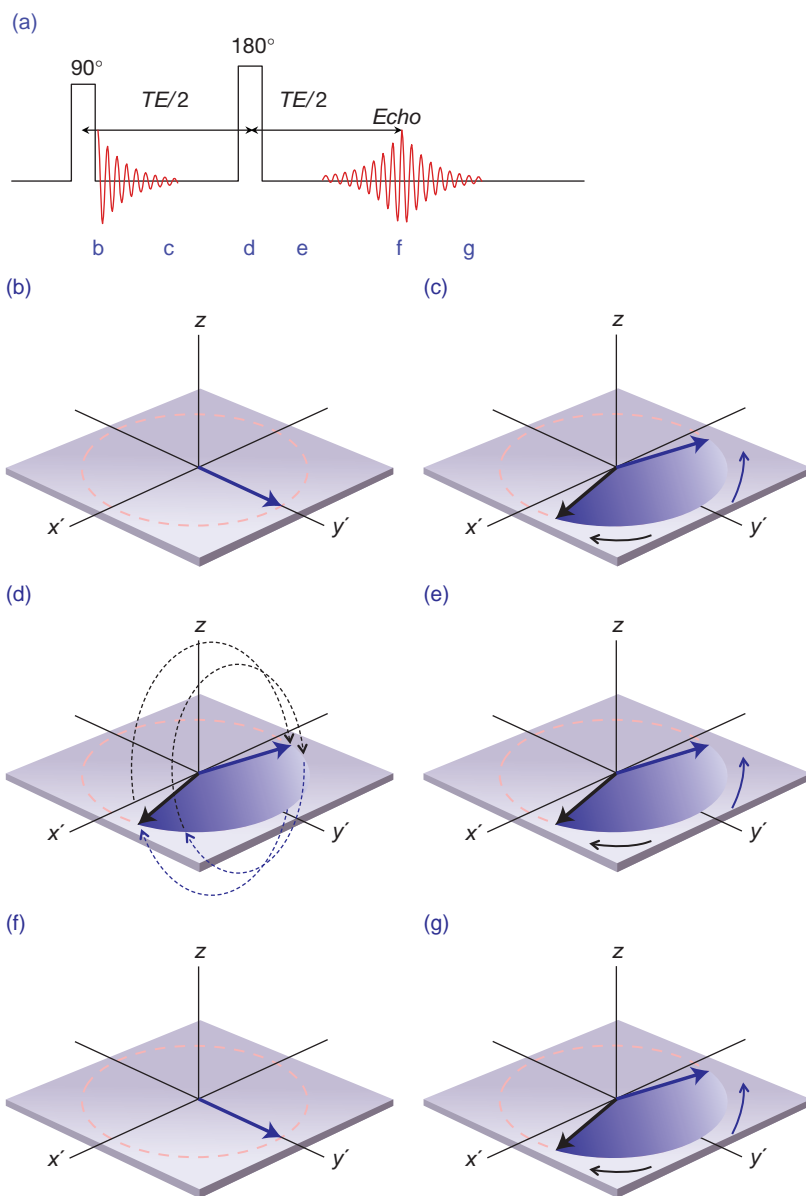 (a)
180°
90°
TE/2 TE/2
Echo
b c d e f g
(b) (c)
z z
x′ y′ x′ y′
(d) (e)
z z
x′ y′ x′ y′
(f) (g)
z z
x′ y′ x′ y′